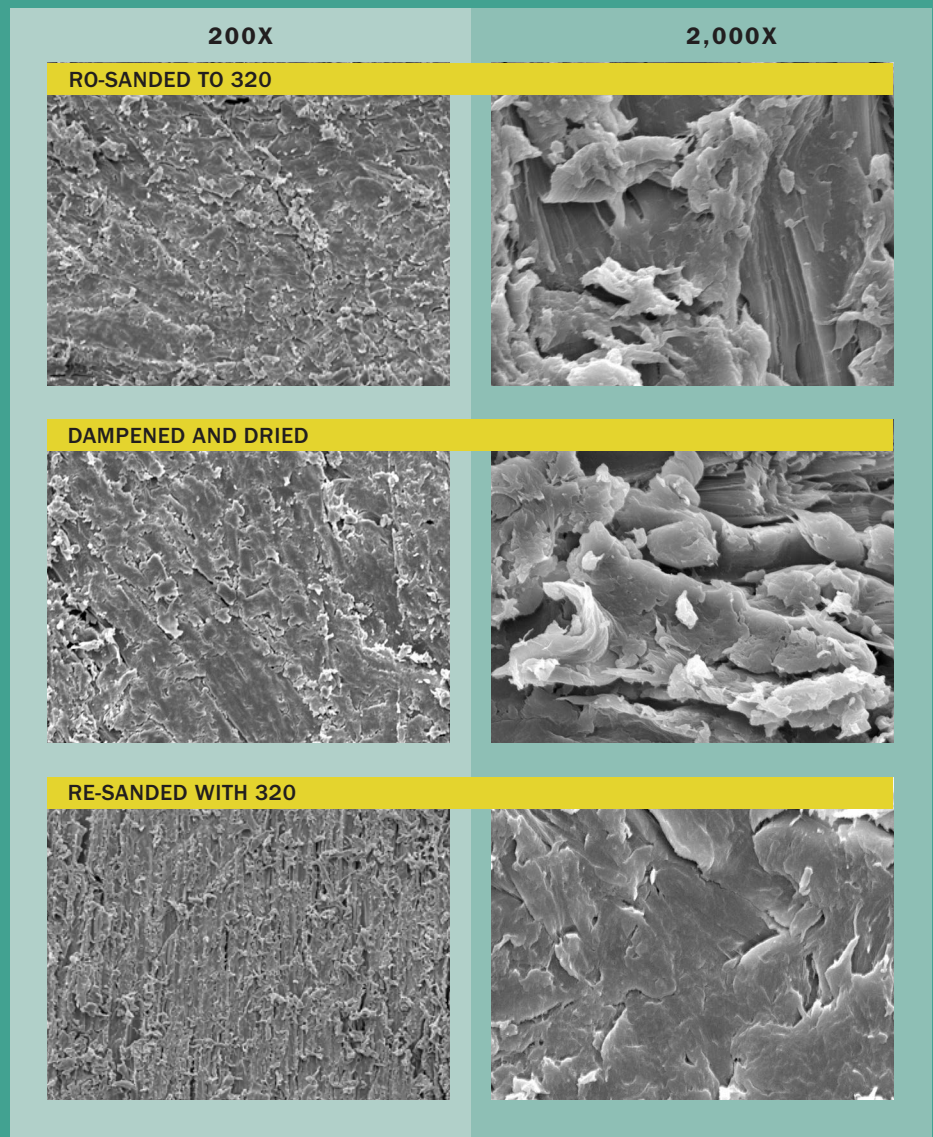 200X
2,000X
RO-SANDED TO 320
DAMPENED AND DRIED
RE-SANDED WITH 320